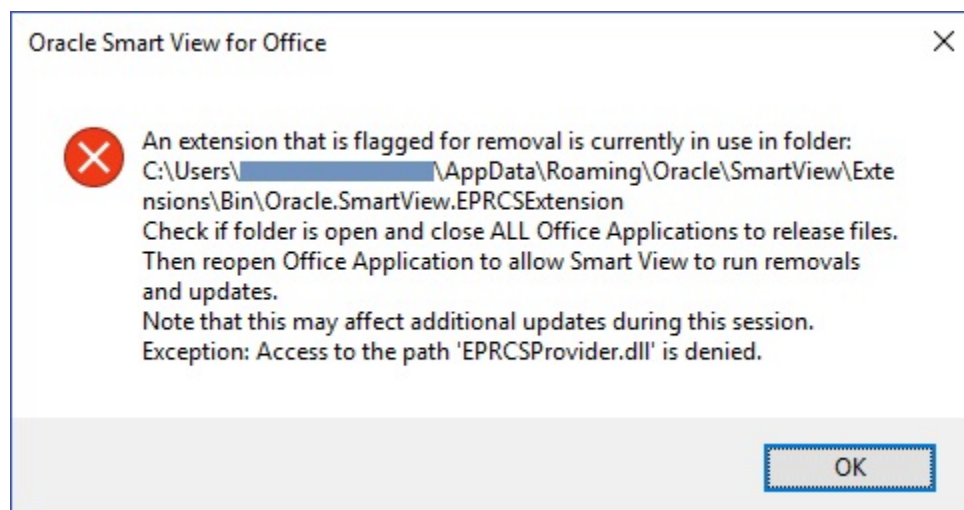 Oracle Smart View for Office
An extension that is flagged for removal is currently in use in folder:
C:\Users\ \AppData\Roaming\Oracle\SmartView\Exte
nsions\Bin\Oracle.SmartView.EPRCSExtension
Check if folder is open and close ALL Office Applications to release files.
Then reopen Office Application to allow Smart View to run removals
and updates.
Note that this may affect additional updates during this session.
Exception: Access to the path 'EPRCSProvider.dll' is denied.
OK